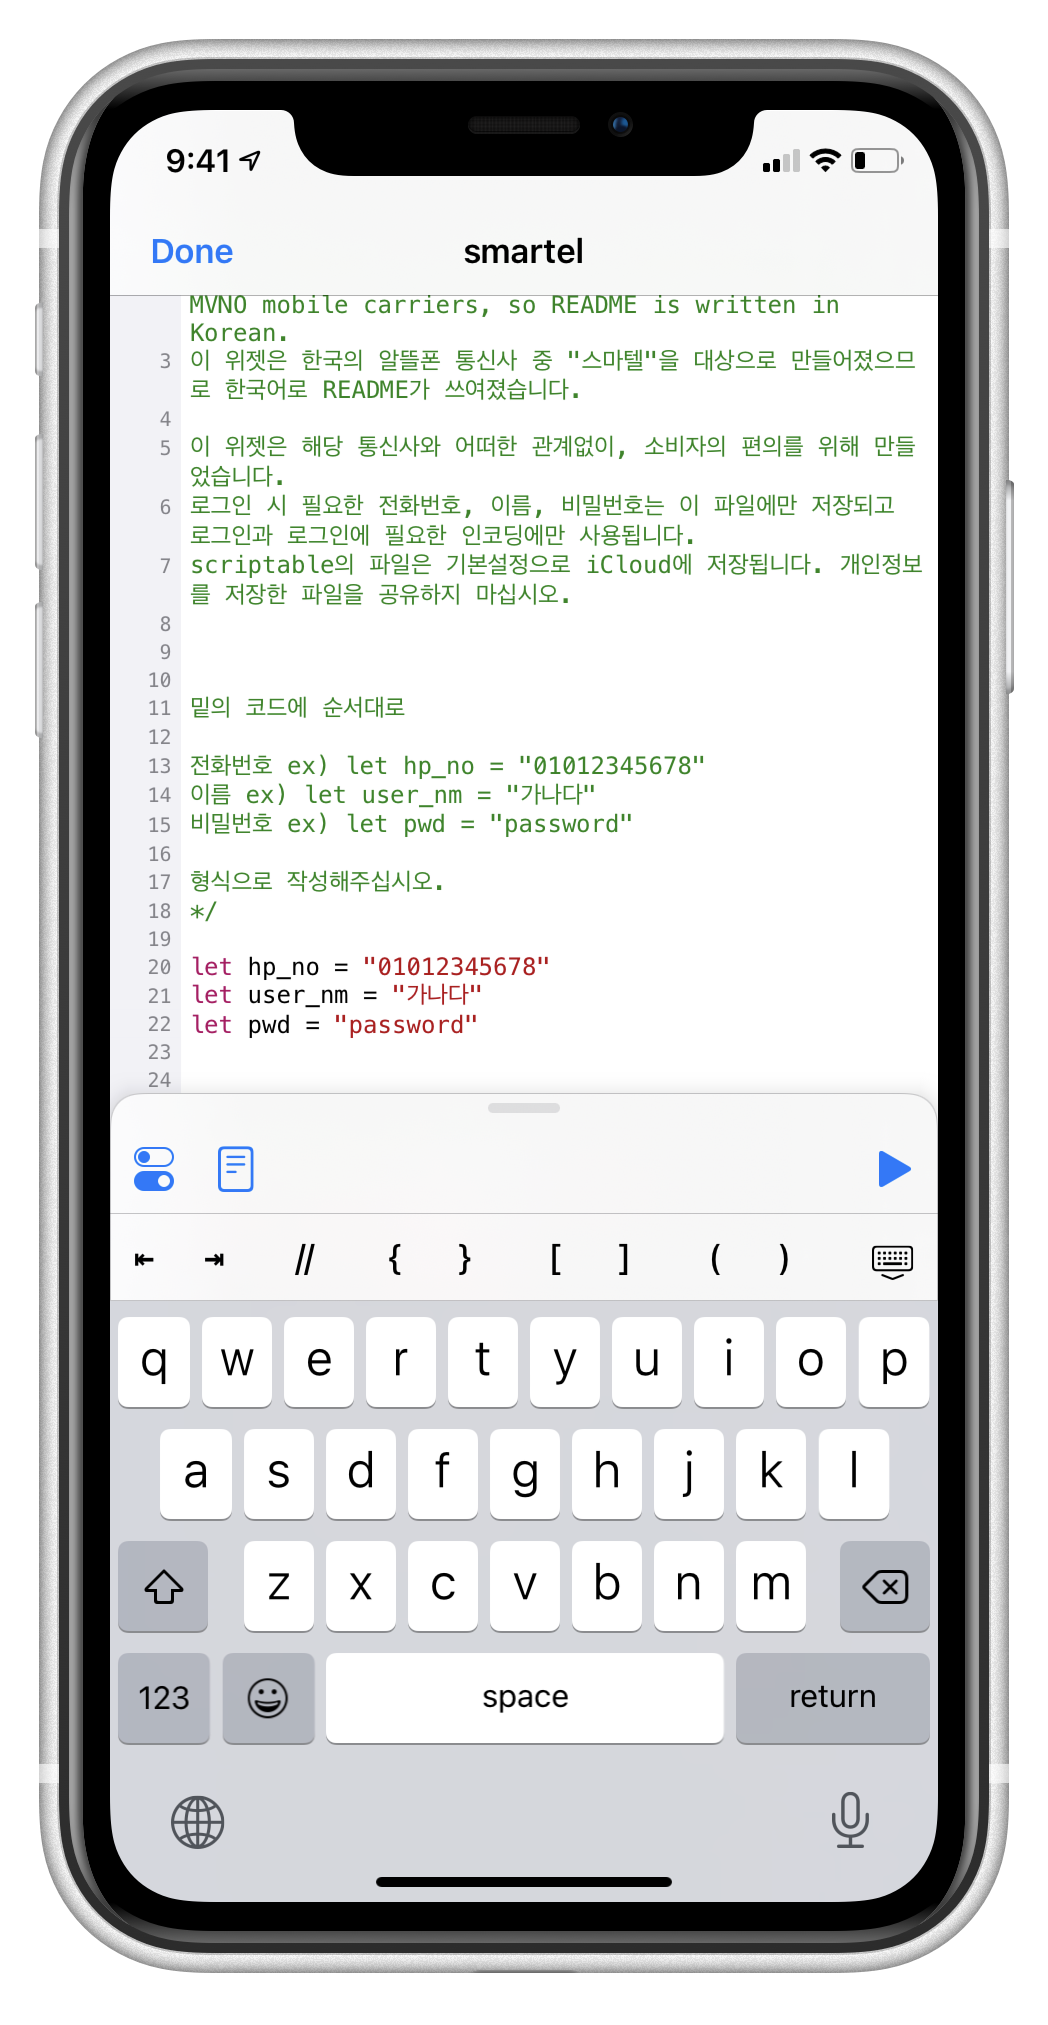 9:41
Done
smartel
MVNO mobile carriers, so README is written in
Korean.
3 이 위젯은 한국의 알뜰폰 통신사 중 "스마텔"을 대상으로 만들어졌으므
로 한국어로 README가 쓰여졌습니다.
4
5 이 위젯은 해당 통신사와 어떠한 관계없이, 소비자의 편의를 위해 만들
었습니다.
6 로그인 시 필요한 전화번호, 이름, 비밀번호는 이 파일에만 저장되고
로그인과 로그인에 필요한 인코딩에만 사용됩니다.
7 scriptable의 파일은 기본설정으로 iCloud에 저장됩니다. 개인정보
를 저장한 파일을 공유하지 마십시오.
8
9
10
11 밑의 코드에 순서대로
12
13 전화번호 ex) let hp_no = "01012345678"
14 이름 ex) let user_nm = "가나다"
15 비밀번호 ex) let pwd = "password"
16
17 형식으로 작성해주십시오.
18 */
19
20 let hp_no = "01012345678"
21 let user_nm = "가나다"
22 let pwd = "password"
23
24
// { } [ ] ( )
q w e r t y u i o p
a s d f g h j k l
z x c v b n m
123 space return